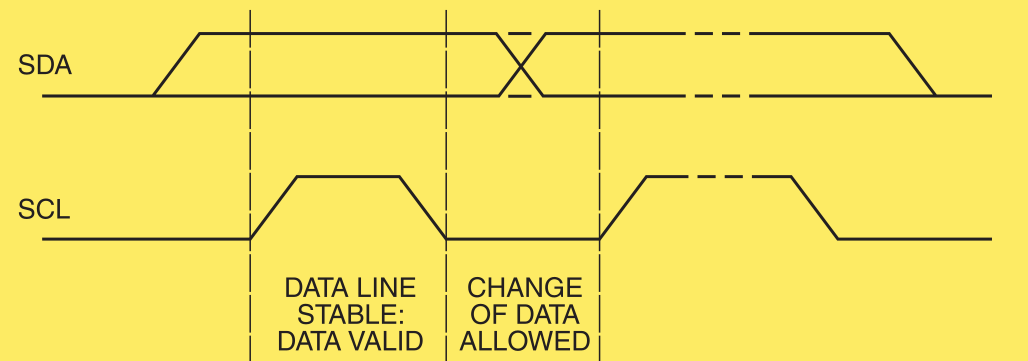 SDA
SCL
DATA LINE
STABLE:
DATA VALID
CHANGE
OF DATA
ALLOWED